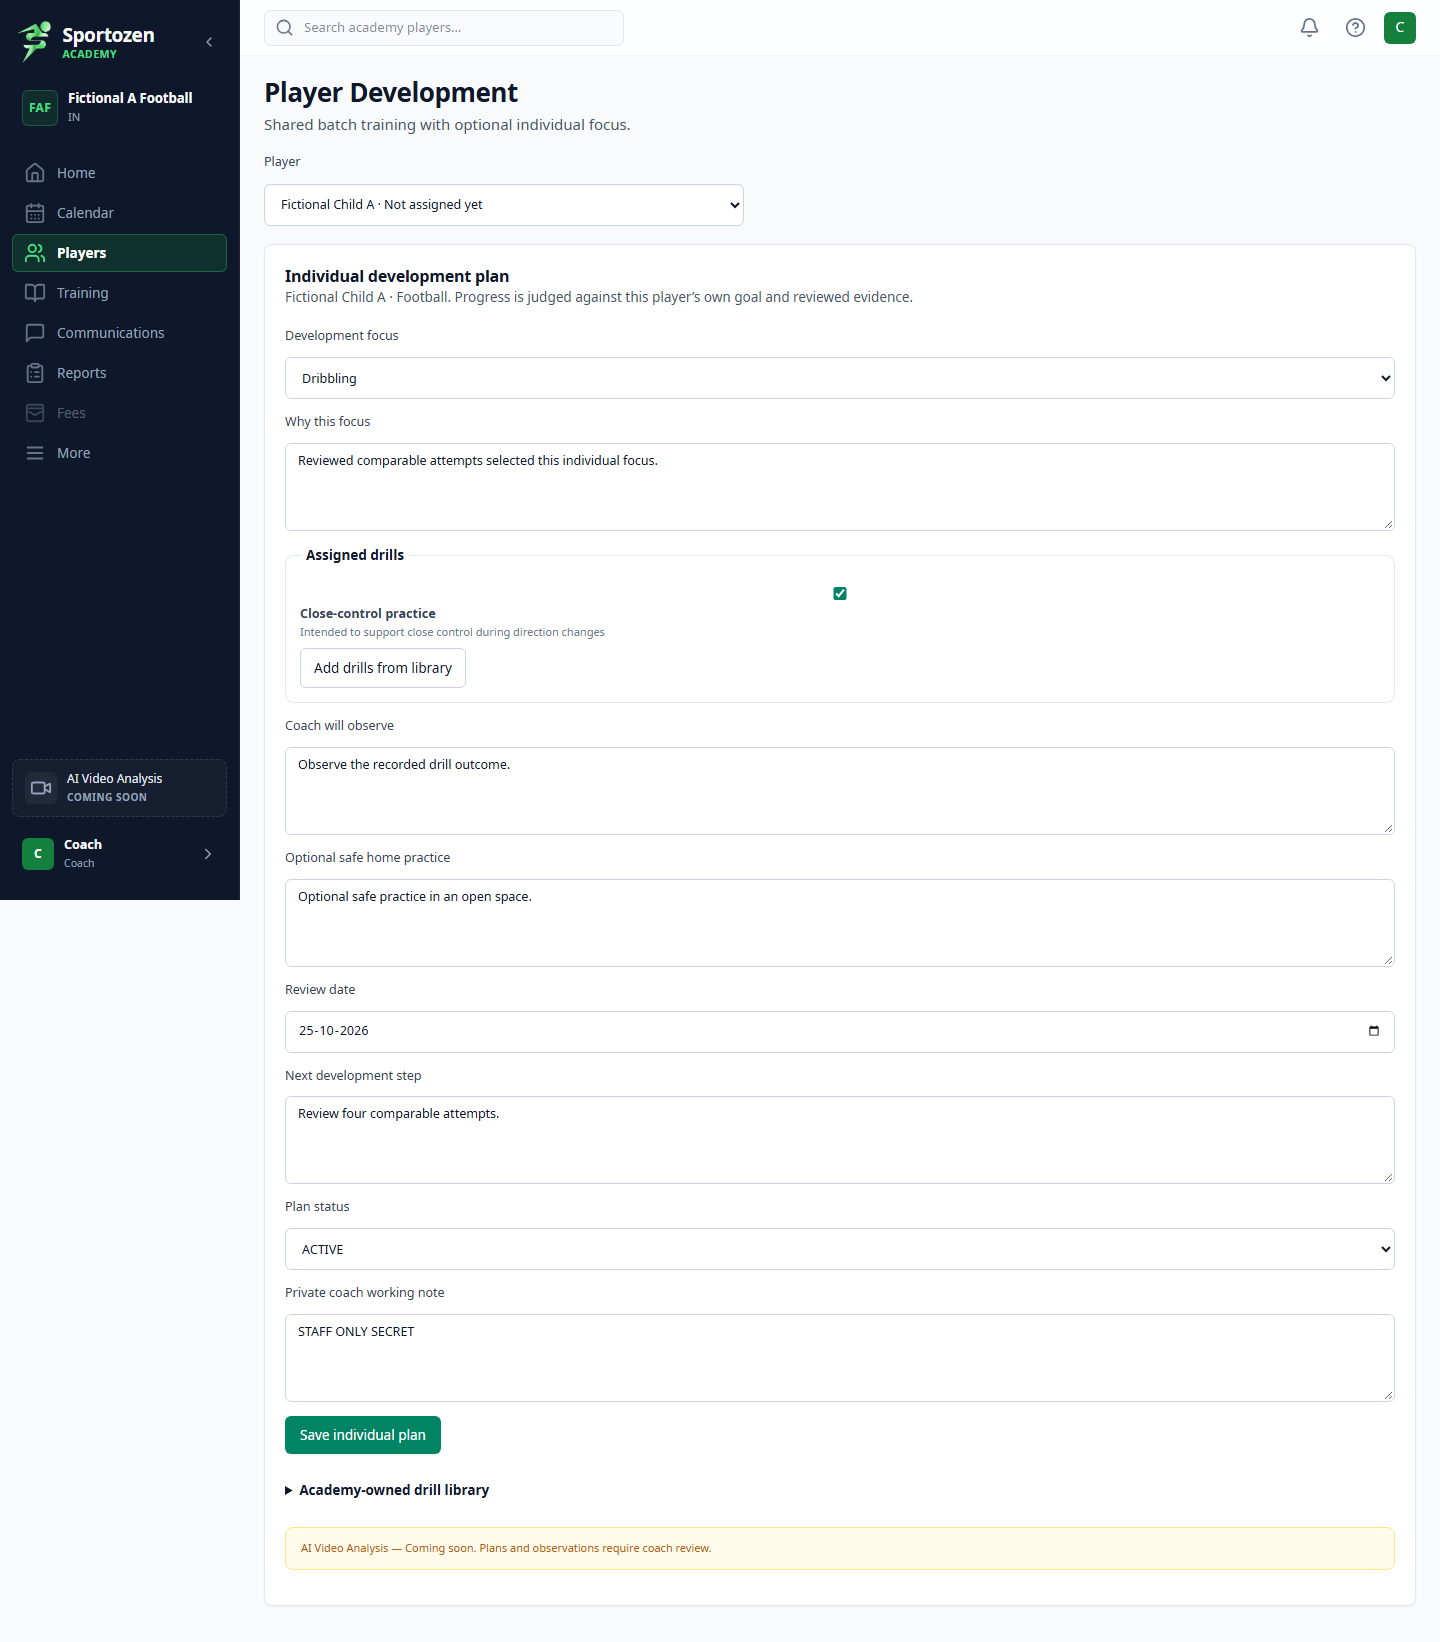 Sportozen
ACADEMY
FAF
Fictional A Football
IN
Home
Calendar
Players
Training
Communications
Reports
Fees
More
AI Video Analysis
COMING SOON
C
Coach
Coach
Search academy players...
C
Player Development
Shared batch training with optional individual focus.
Player
Fictional Child A · Not assigned yet
Individual development plan
Fictional Child A · Football. Progress is judged against this player’s own goal and reviewed evidence.
Development focus
Dribbling
Why this focus
Reviewed comparable attempts selected this individual focus.
Assigned drills
Close-control practice
Intended to support close control during direction changes
Add drills from library
Coach will observe
Observe the recorded drill outcome.
Optional safe home practice
Optional safe practice in an open space.
Review date
25-10-2026
Next development step
Review four comparable attempts.
Plan status
ACTIVE
Private coach working note
STAFF ONLY SECRET
Save individual plan
Academy-owned drill library
AI Video Analysis — Coming soon. Plans and observations require coach review.